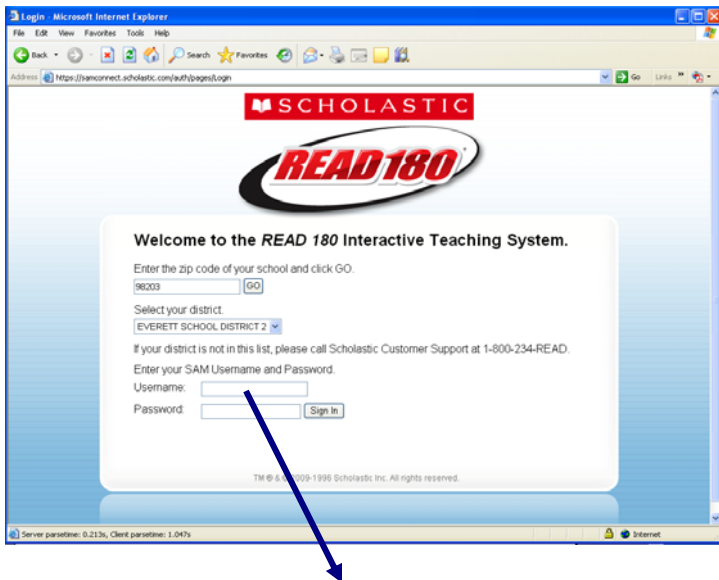 Login - Microsoft Internet Explorer
File Edit View Favorites Tools Help
Back Search Favorites
Address https://samconnect.scholastic.com/auth/pages/Login Go Links »
SCHOLASTIC
READ 180
Welcome to the READ 180 Interactive Teaching System.
Enter the zip code of your school and click GO.
98203 GO
Select your district.
EVERETT SCHOOL DISTRICT 2
If your district is not in this list, please call Scholastic Customer Support at 1-800-234-READ.
Enter your SAM Username and Password.
Username:
Password: Sign In
TM ® & © 2009-1996 Scholastic Inc. All rights reserved.
Server parsetime: 0.213s, Client parsetime: 1.047s Internet